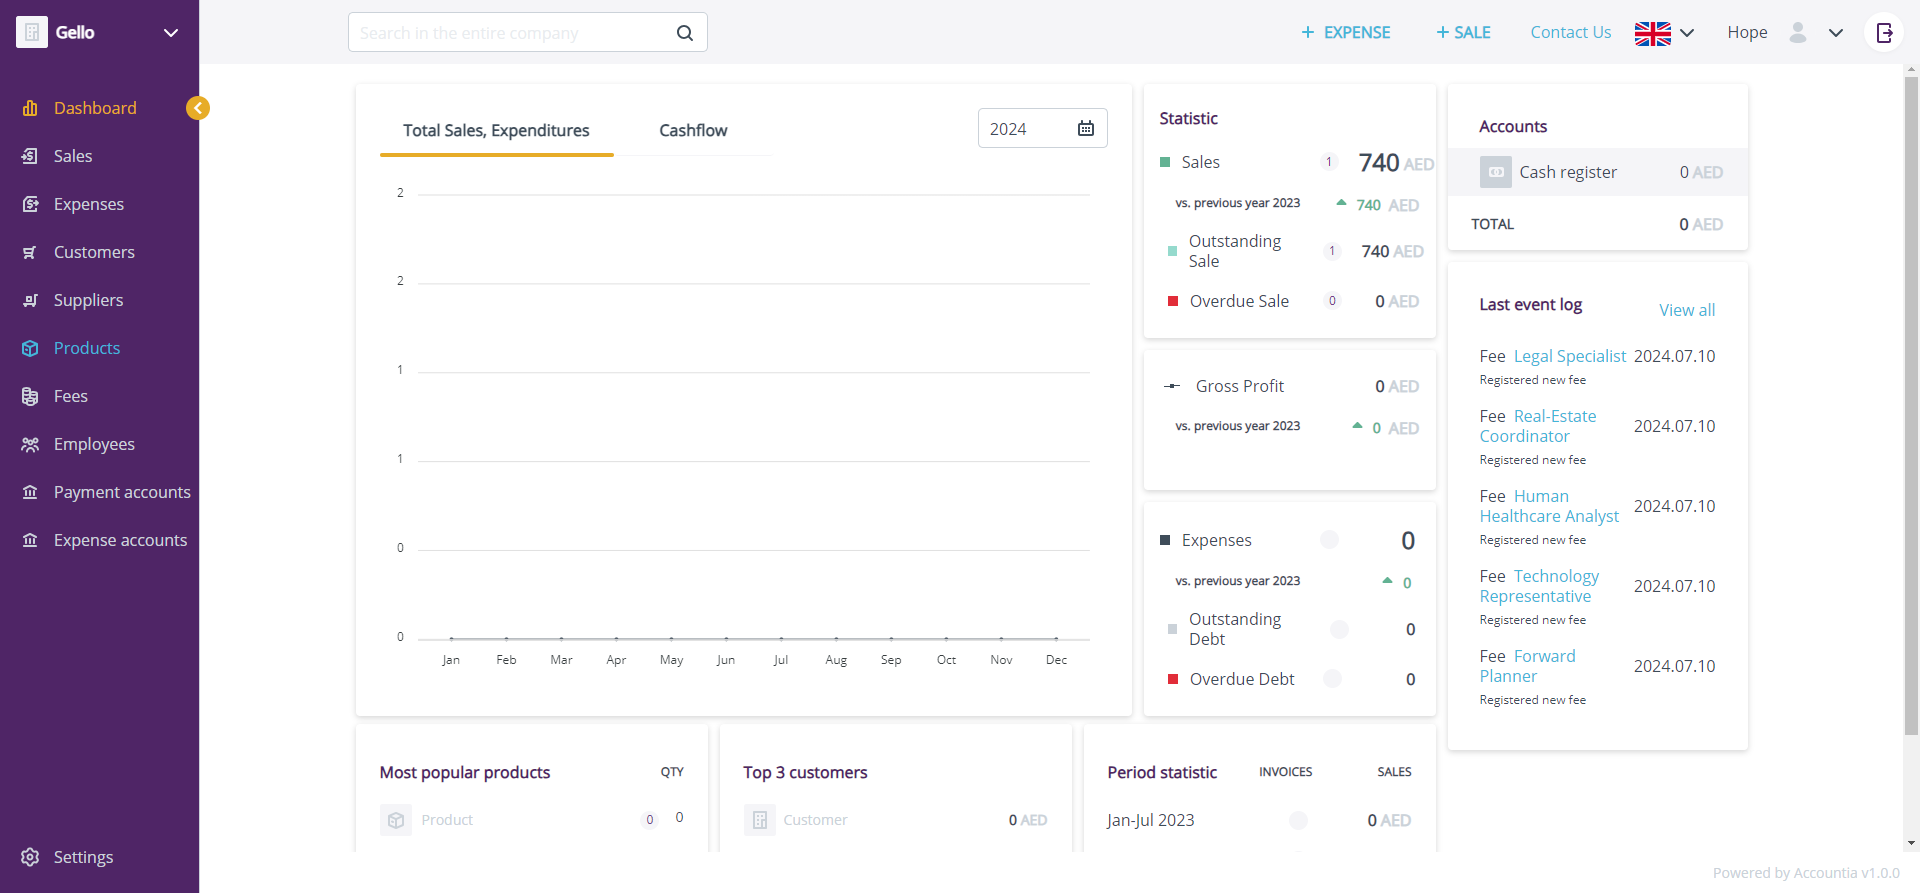 Gello
Search in the entire company
+ EXPENSE
+ SALE
Contact Us
Hope
Dashboard
Sales
Expenses
Customers
Suppliers
Products
Fees
Employees
Payment accounts
Expense accounts
Settings
Total Sales, Expenditures
Cashflow
2024
2
2
1
1
0
0
Jan Feb Mar Apr May Jun Jul Aug Sep Oct Nov Dec
Statistic
Sales 1 740 AED
vs. previous year 2023 740 AED
Outstanding
Sale 1 740 AED
Overdue Sale 0 0 AED
Gross Profit 0 AED
vs. previous year 2023 0 AED
Expenses 0
vs. previous year 2023 0
Outstanding
Debt 0
Overdue Debt 0
Accounts
Cash register 0 AED
TOTAL 0 AED
Last event log View all
Fee Legal Specialist 2024.07.10
Registered new fee
Fee Real-Estate
Coordinator 2024.07.10
Registered new fee
Fee Human
Healthcare Analyst 2024.07.10
Registered new fee
Fee Technology
Representative 2024.07.10
Registered new fee
Fee Forward
Planner 2024.07.10
Registered new fee
Most popular products QTY
Product 0 0
Top 3 customers
Customer 0 AED
Period statistic INVOICES SALES
Jan-Jul 2023 0 AED
Powered by Accountia v1.0.0